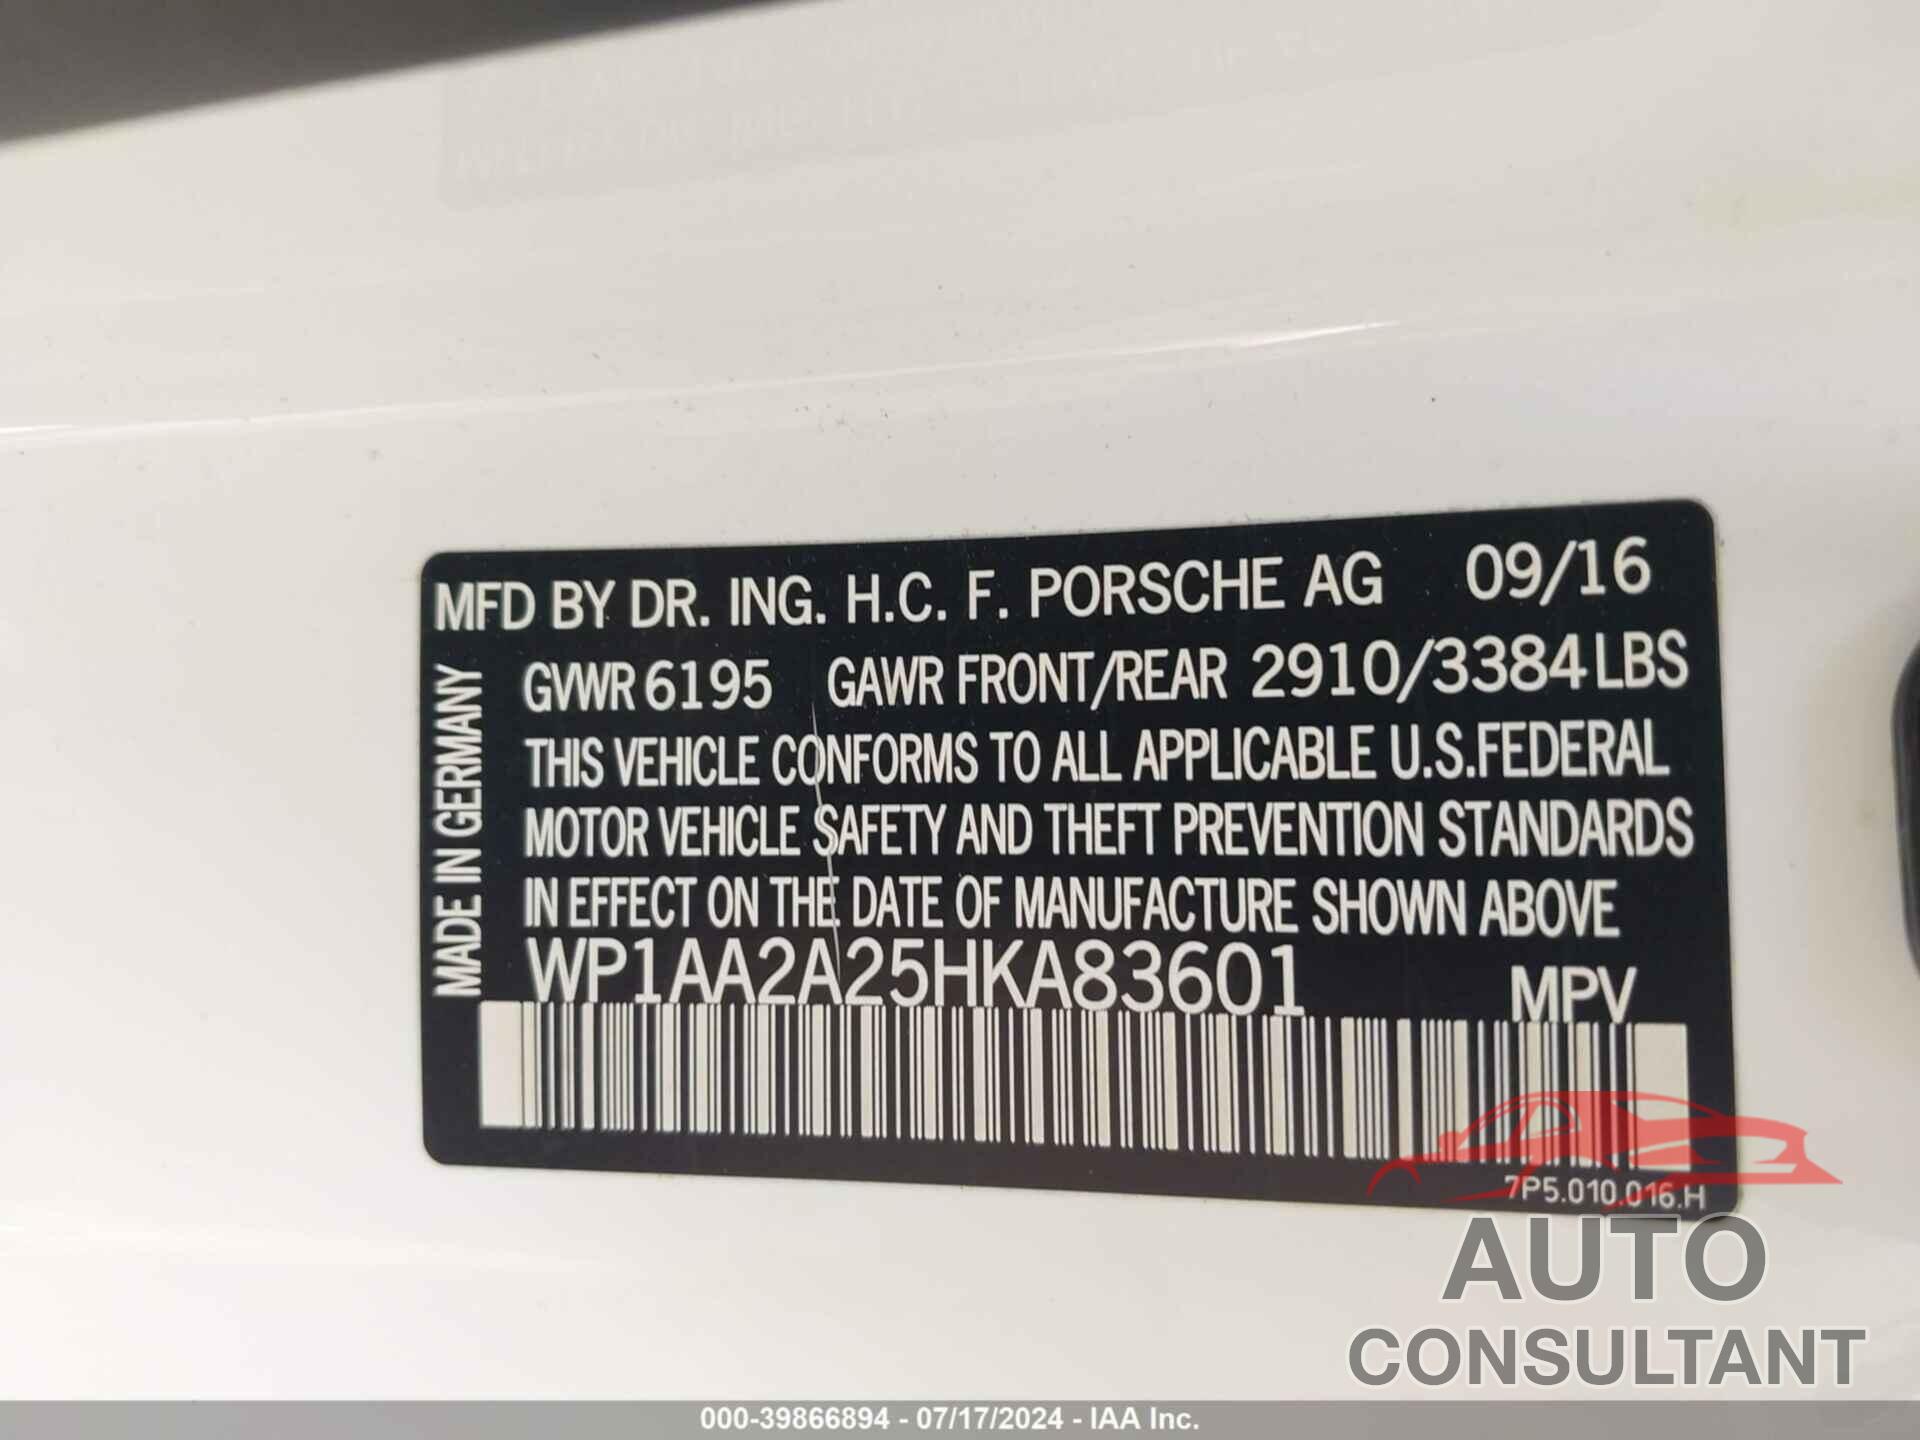 MFD BY DR. ING. H.C. F. PORSCHE AG 09/16
MADE IN GERMANY
GVWR 6195 GAWR FRONT/REAR 2910/3384 LBS
THIS VEHICLE CONFORMS TO ALL APPLICABLE U.S.FEDERAL
MOTOR VEHICLE SAFETY AND THEFT PREVENTION STANDARDS
IN EFFECT ON THE DATE OF MANUFACTURE SHOWN ABOVE
WP1AA2A25HKA83601 MPV
7P5.010.016.H
AUTO
CONSULTANT
000-39866894 - 07/17/2024 - IAA Inc.